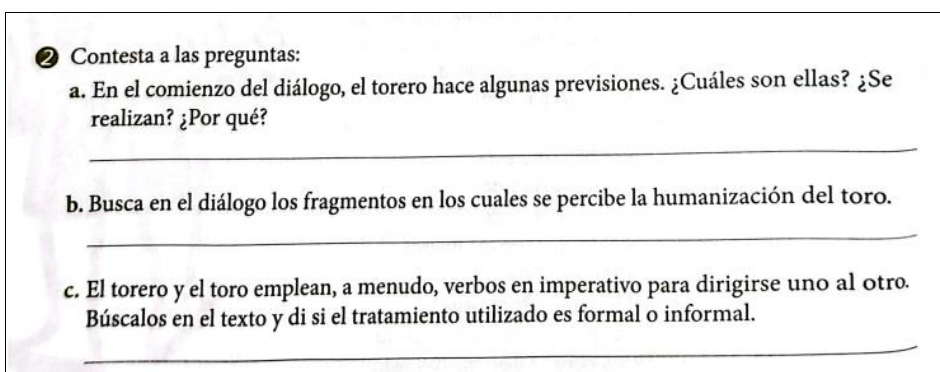 2 Contesta a las preguntas:
a. En el comienzo del diálogo, el torero hace algunas previsiones. ¿Cuáles son ellas? ¿Se
realizan? ¿Por qué?
b. Busca en el diálogo los fragmentos en los cuales se percibe la humanización del toro.
c. El torero y el toro emplean, a menudo, verbos en imperativo para dirigirse uno al otro.
Búscalos en el texto y di si el tratamiento utilizado es formal o informal.